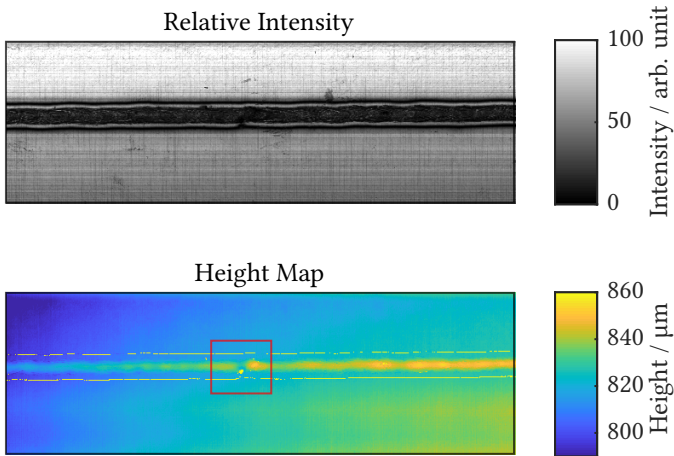 Relative Intensity
100
50
0
Intensity / arb. unit
Height Map
860
840
820
800
Height / μm